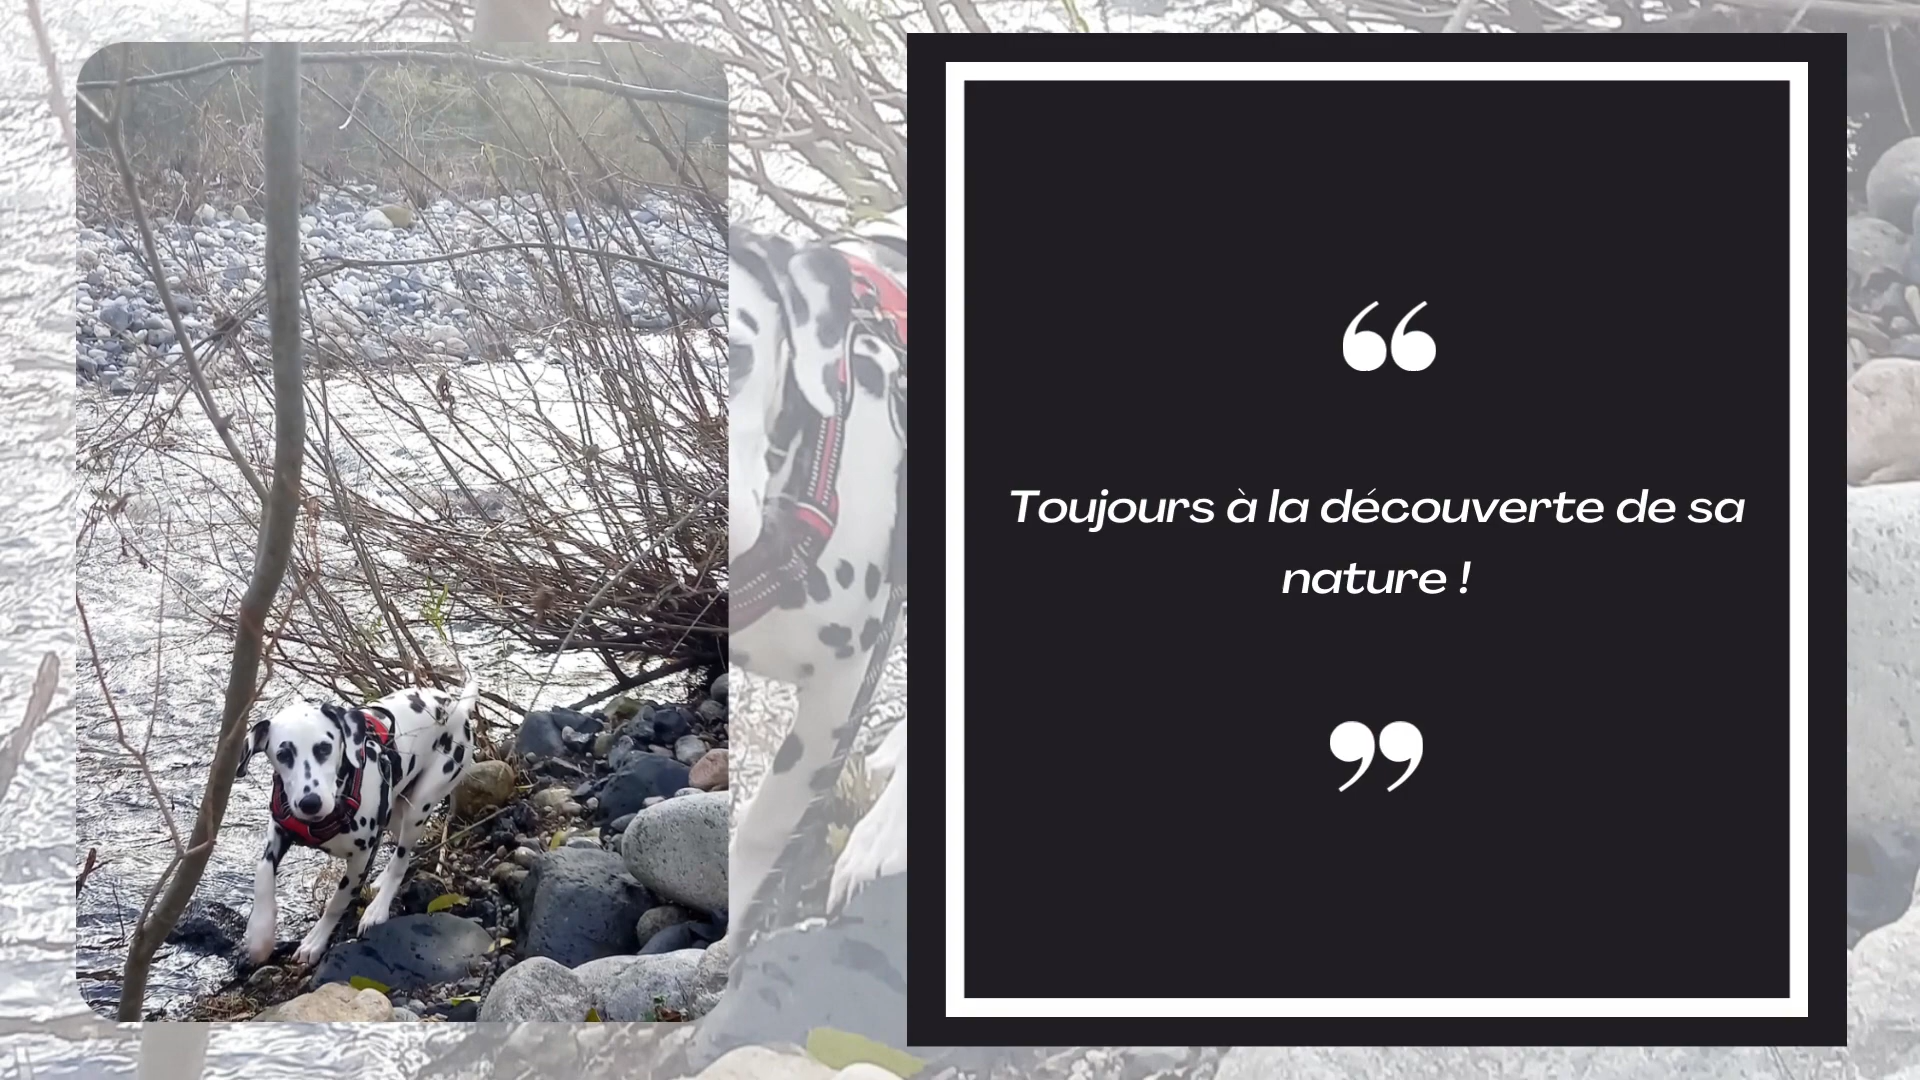 “
Toujours à la découverte de sa
nature !
”